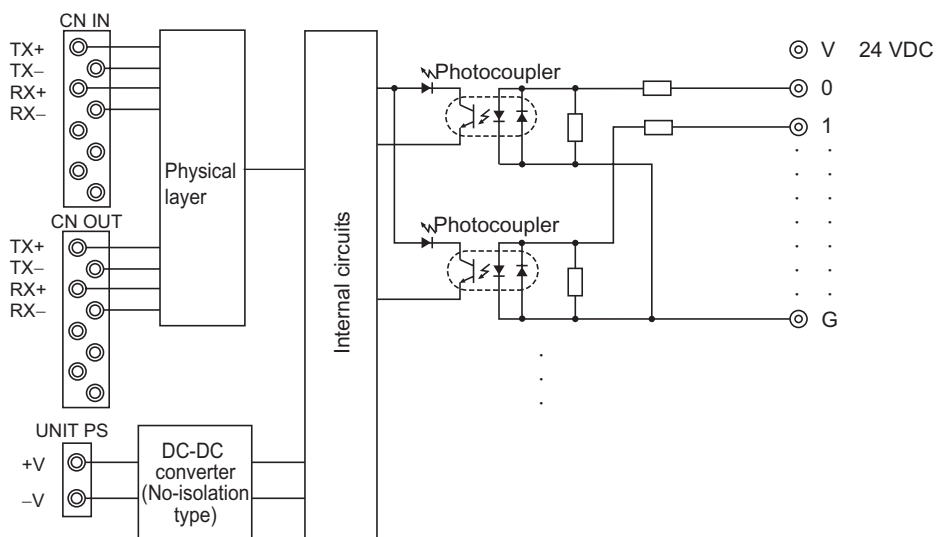 CN IN
TX+
TX−
RX+
RX−
Physical
layer
CN OUT
TX+
TX−
RX+
RX−
UNIT PS
+V
−V
DC-DC
converter
(No-isolation
type)
Internal circuits
Photocoupler
Photocoupler
V 24 VDC
0
1
G